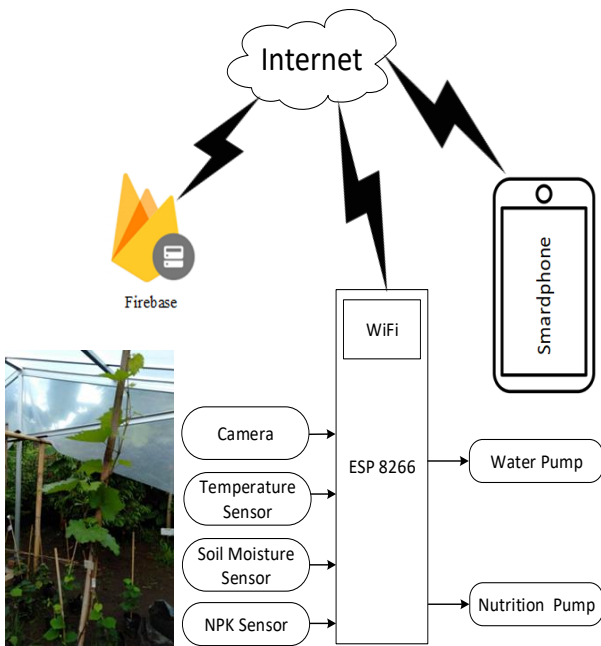 Internet
Firebase
Smardphone
WiFi
ESP 8266
Camera
Temperature
Sensor
Soil Moisture
Sensor
NPK Sensor
Water Pump
Nutrition Pump